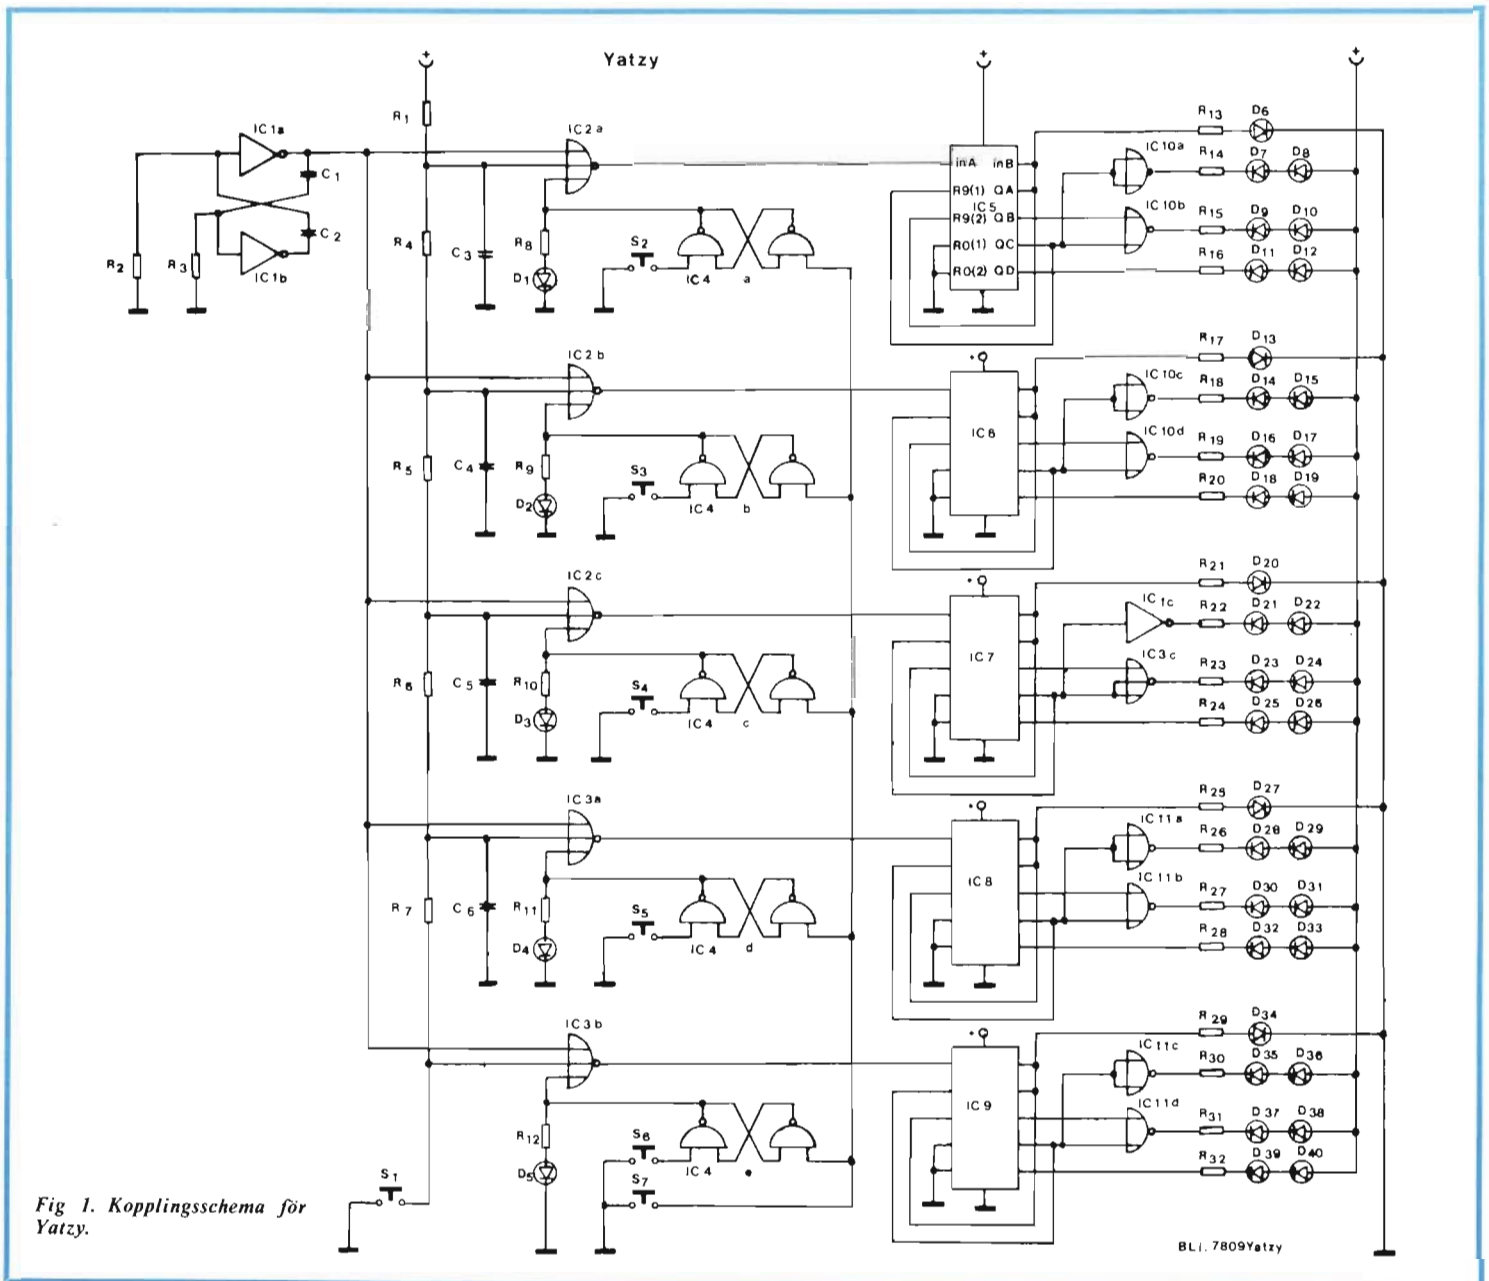 Yatzy
+
+
+
R1
IC1a
IC2a
C1
C2
R2
R3
IC1b
R4
C3
R8
D1
S2
IC4
a
inA
inB
R9(1)
QA
IC5
R9(2)
QB
R0(1)
QC
R0(2)
QD
IC10a
IC10b
R13
D6
R14
D7
D8
R15
D9
D10
R16
D11
D12
IC2b
R5
C4
R9
D2
S3
IC4
b
IC6
IC10c
IC10d
R17
D13
R18
D14
D15
R19
D16
D17
R20
D18
D19
IC2c
R6
C5
R10
D3
S4
IC4
c
IC7
IC1c
IC3c
R21
D20
R22
D21
D22
R23
D23
D24
R24
D25
D26
IC3a
R7
C6
R11
D4
S5
IC4
d
IC8
IC11a
IC11b
R25
D27
R26
D28
D29
R27
D30
D31
R28
D32
D33
IC3b
R12
D5
S6
IC4
e
S7
S1
IC9
IC11c
IC11d
R29
D34
R30
D35
D36
R31
D37
D38
R32
D39
D40
Fig 1. Kopplingsschema för
Yatzy.
BLi. 7809Yatzy